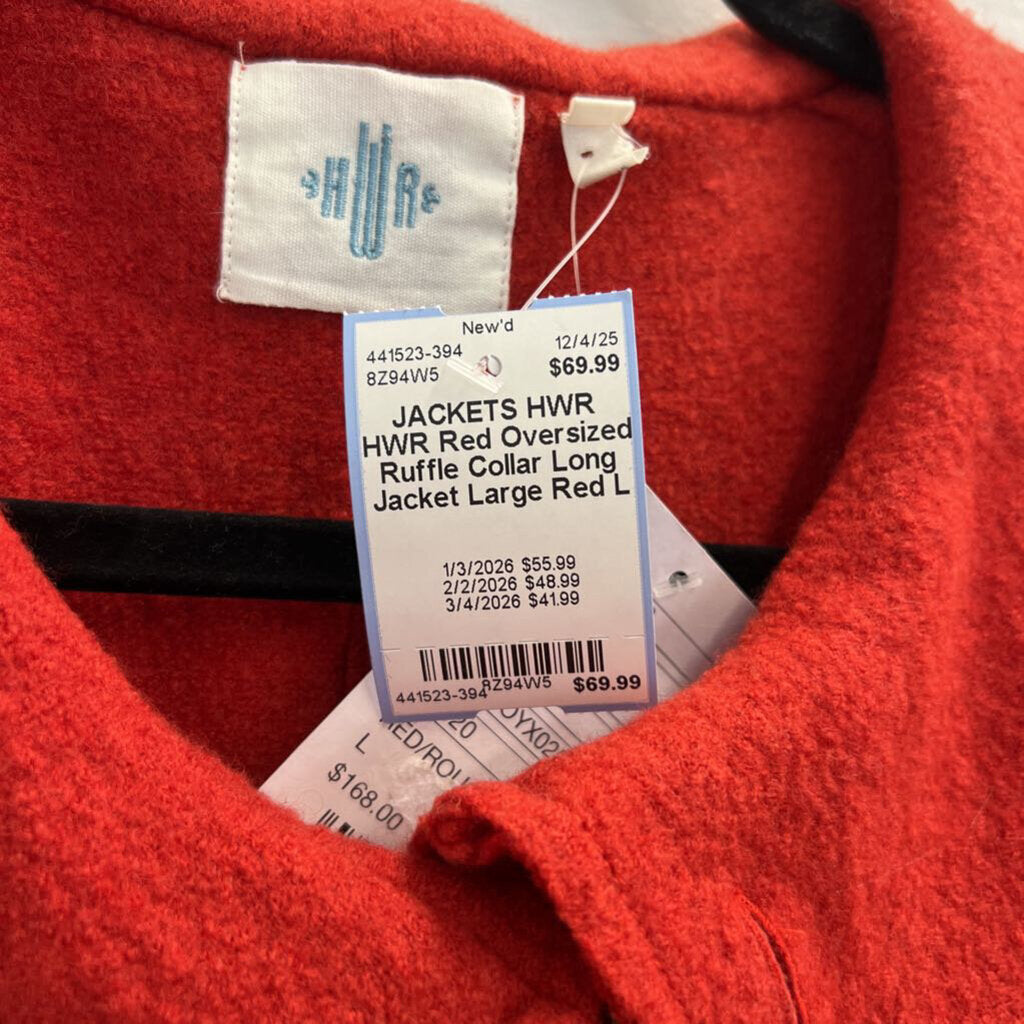 HWR
New'd
441523-394 12/4/25
8Z94W5 $69.99
JACKETS HWR
HWR Red Oversized
Ruffle Collar Long
Jacket Large Red L
1/3/2026 $55.99
2/2/2026 $48.99
3/4/2026 $41.99
441523-394 8Z94W5 $69.99
L
$168.00